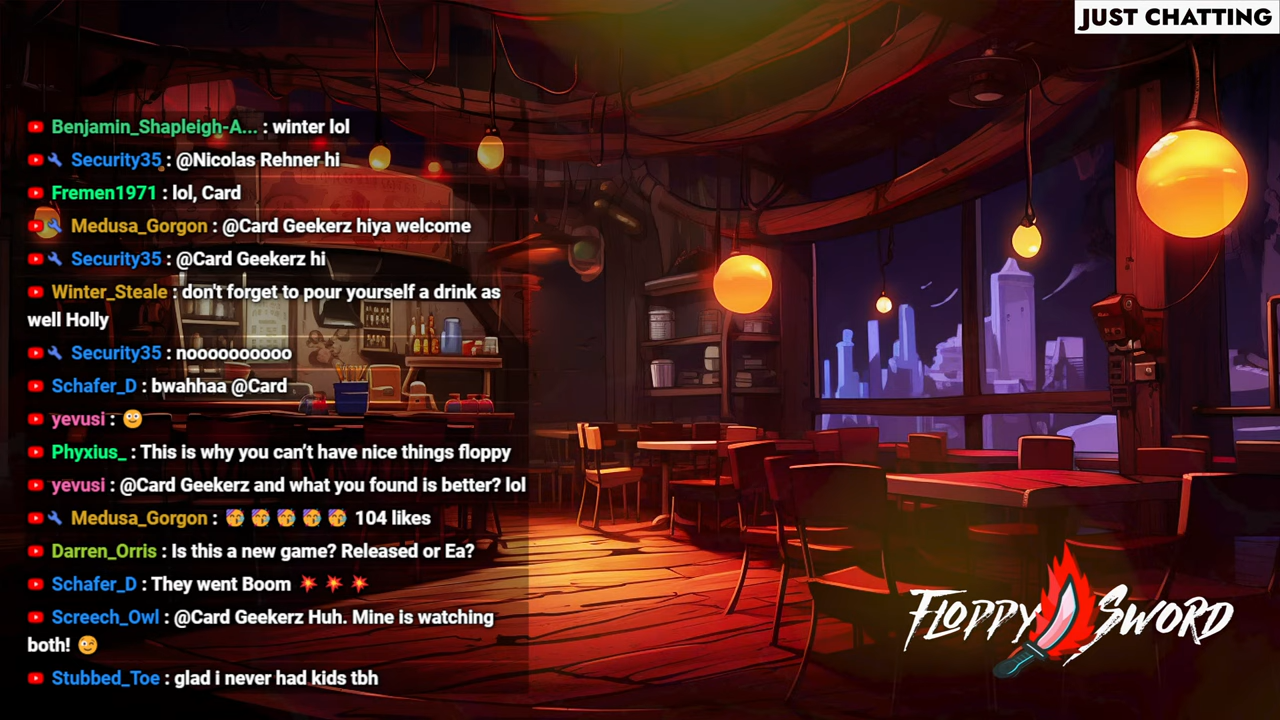 JUST CHATTING
Benjamin_Shapleigh-A... : winter lol
Security35 : @Nicolas Rehner hi
Fremen1971 : lol, Card
Medusa_Gorgon : @Card Geekerz hiya welcome
Security35 : @Card Geekerz hi
Winter_Steale : don't forget to pour yourself a drink as
well Holly
Security35 : noooooooooo
Schafer_D : bwahhaa @Card
yevusi : 😳
Phyxius_ : This is why you can’t have nice things floppy
yevusi : @Card Geekerz and what you found is better? lol
Medusa_Gorgon : 🥳 🥳 🥳 🥳 🥳 104 likes
Darren_Orris : Is this a new game? Released or Ea?
Schafer_D : They went Boom 💥 💥 💥
Screech_Owl : @Card Geekerz Huh. Mine is watching
both! 😉
Stubbed_Toe : glad i never had kids tbh
FLOPPY SWORD